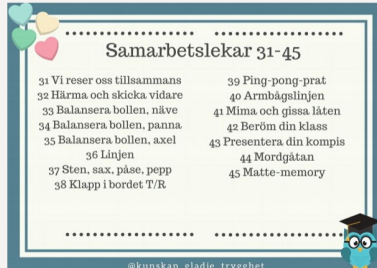 Samarbetslekar 31-45
31 Vi reser oss tillsammans
32 Härma och skicka vidare
33 Balansera bollen, näve
34 Balansera bollen, panna
35 Balansera bollen, axel
36 Linjen
37 Sten, sax, påse, pepp
38 Klapp i bordet T/R
39 Ping-pong-prat
40 Armbågslinjen
41 Mima och gissa låten
42 Beröm din klass
43 Presentera din kompis
44 Mordgåtan
45 Matte-memory
@kunskap_gladje_trygghet